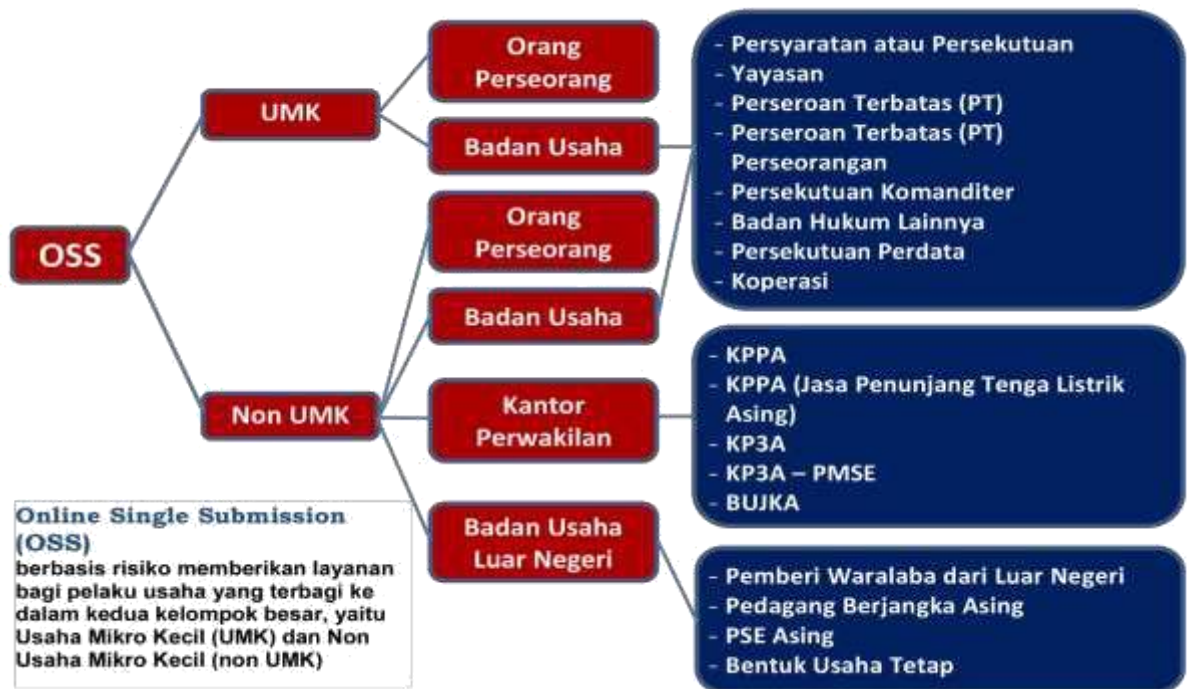 OSS
UMK
Non UMK
Orang
Perseorang
Badan Usaha
Orang
Perseorang
Badan Usaha
Kantor
Perwakilan
Badan Usaha
Luar Negeri
- Persyaratan atau Persekutuan
- Yayasan
- Perseroan Terbatas (PT)
- Perseroan Terbatas (PT)
Perseorangan
- Persekutuan Komanditer
- Badan Hukum Lainnya
- Persekutuan Perdata
- Koperasi
- KPPA
- KPPA (Jasa Penunjang Tenga Listrik
Asing)
- KP3A
- KP3A – PMSE
- BUJKA
- Pemberi Waralaba dari Luar Negeri
- Pedagang Berjangka Asing
- PSE Asing
- Bentuk Usaha Tetap
Online Single Submission
(OSS)
berbasis risiko memberikan layanan
bagi pelaku usaha yang terbagi ke
dalam kedua kelompok besar, yaitu
Usaha Mikro Kecil (UMK) dan Non
Usaha Mikro Kecil (non UMK)